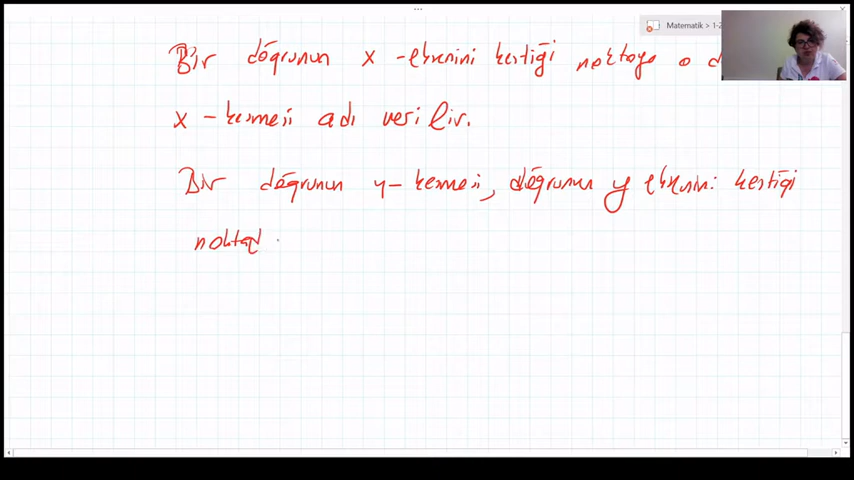 Matematik > 1-2
Bir doğrunun x-eksenini kestiği noktaya o d
x-kesmesi adı verilir.
Bir doğrunun y-kesmesi, doğrunun y eksenini kestiği
noktad